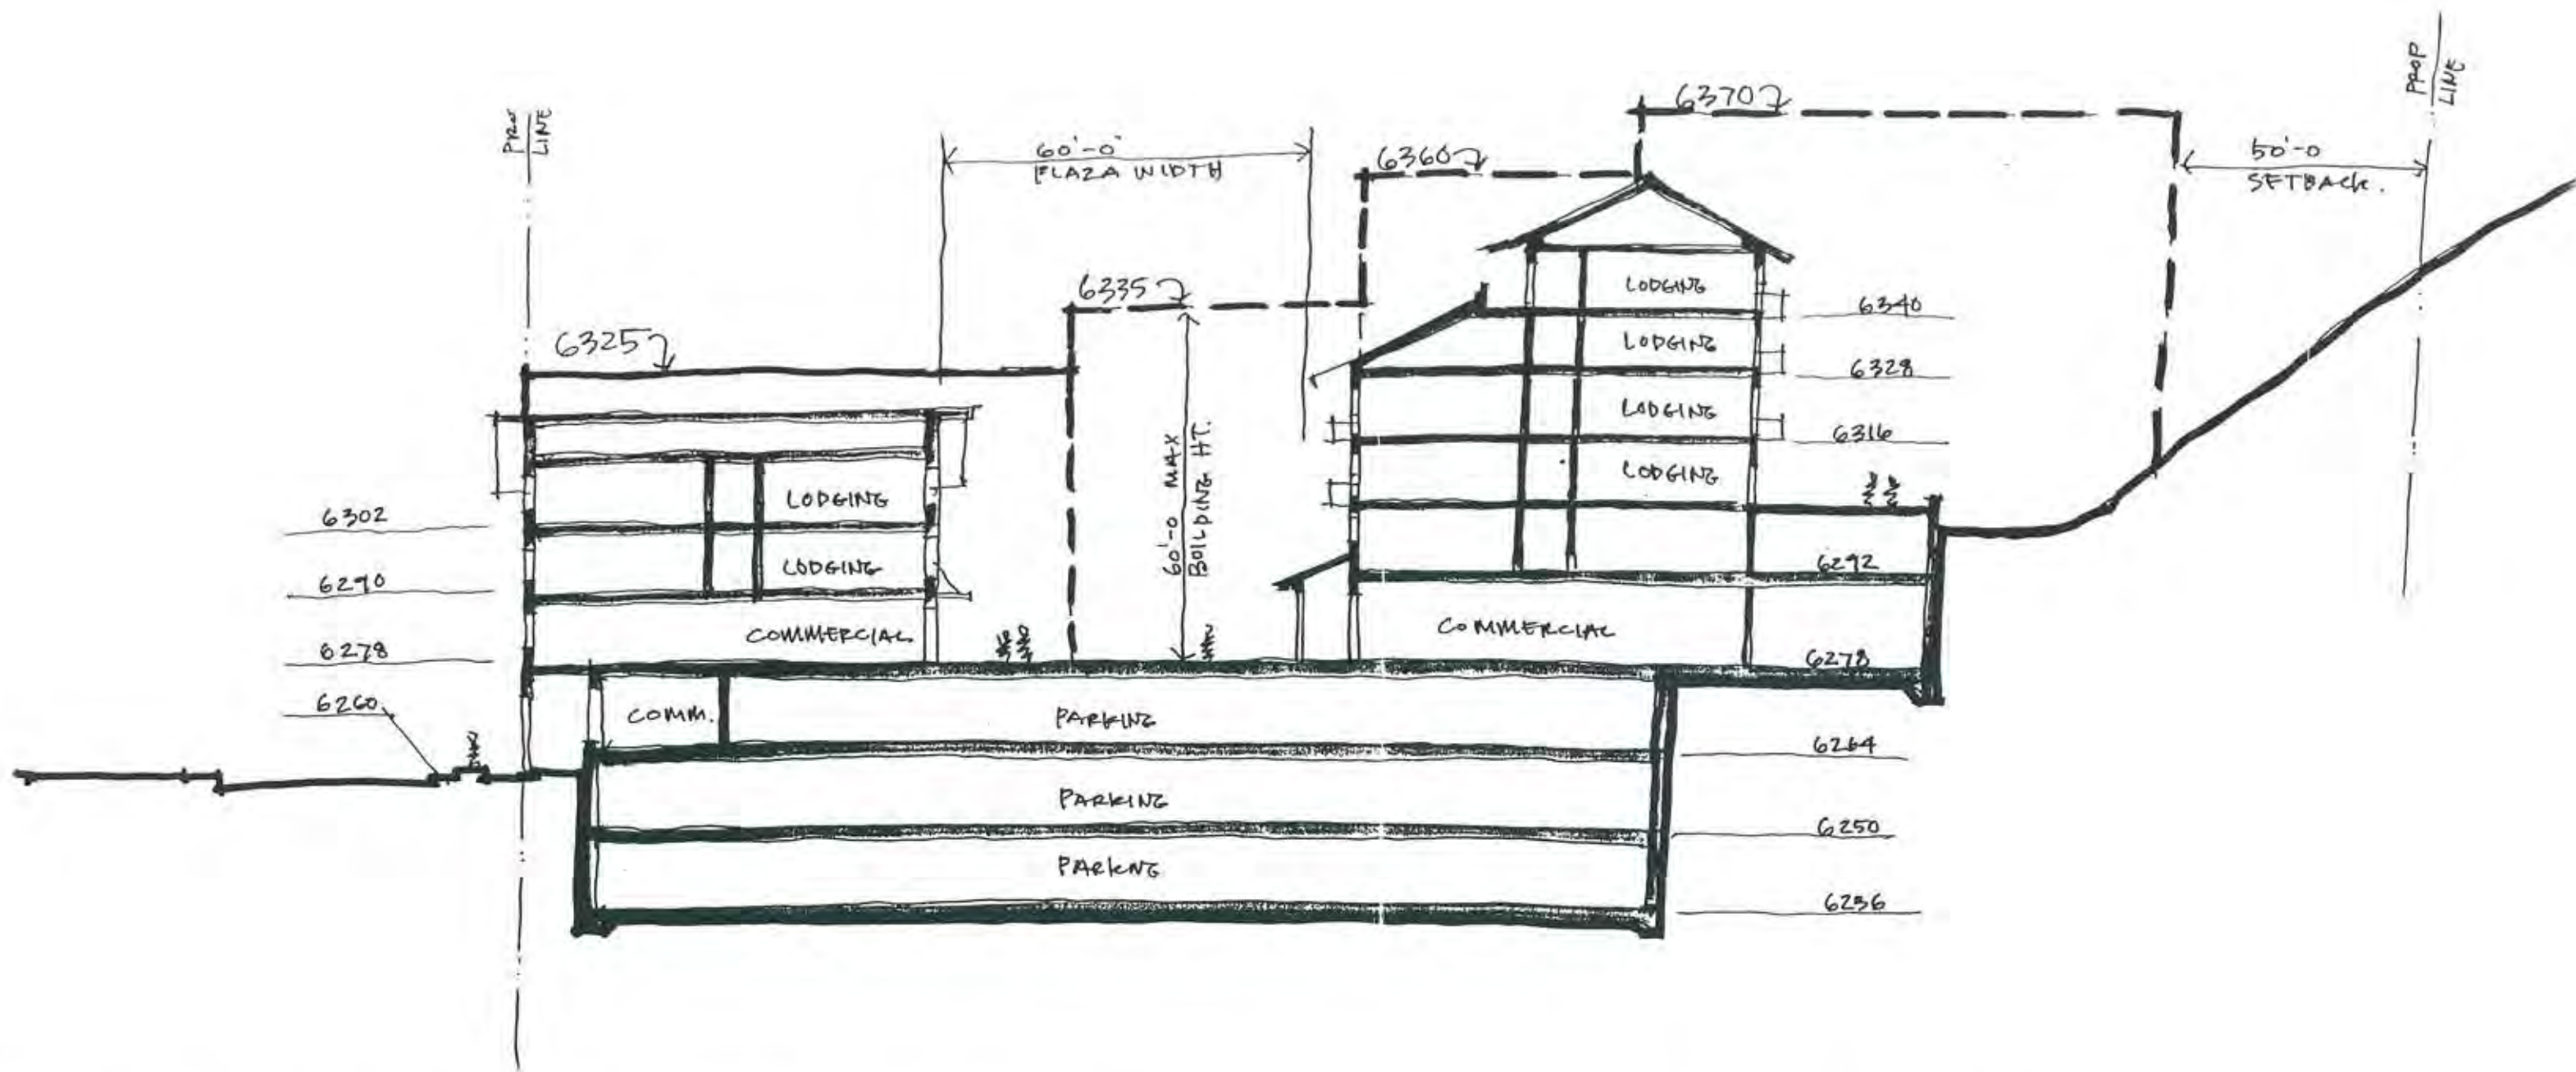 PROP
LINE
6370
PROP
LINE
60'-0"
PLAZA WIDTH
6360
50'-0
SETBACK.
6335
6325
LODGING
6340
LODGING
6328
LODGING
6316
LODGING
60'-0 MAX
BUILDING HT.
LODGING
6302
LODGING
6290
6292
COMMERCIAL
COMMERCIAL
6278
6278
6260
COMM.
PARKING
6264
PARKING
6250
PARKNG
6236